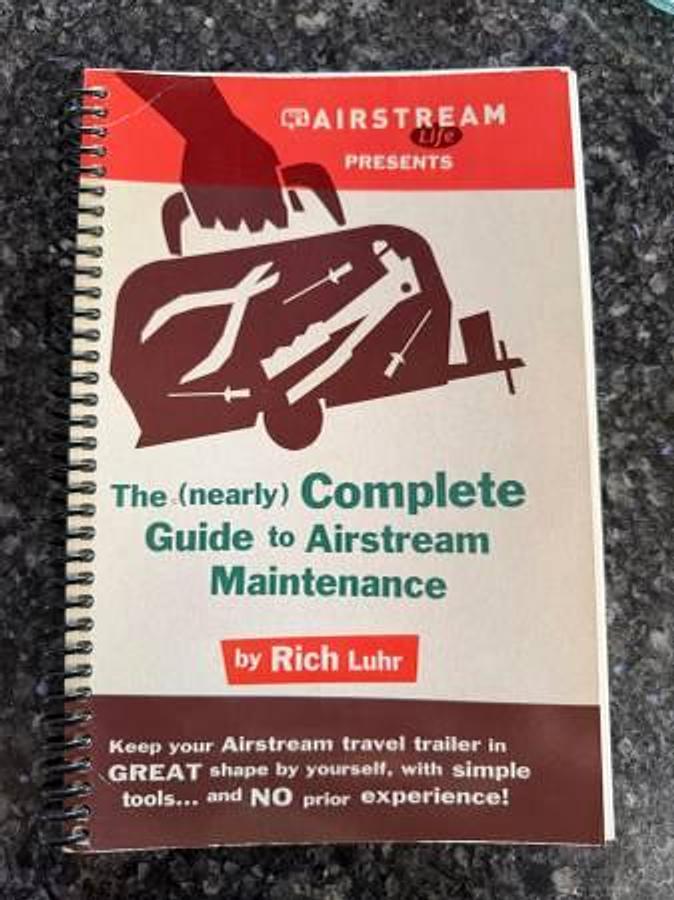 AIRSTREAM
Life
PRESENTS
The (nearly) Complete
Guide to Airstream
Maintenance
by Rich Luhr
Keep your Airstream travel trailer in
GREAT shape by yourself, with simple
tools... and NO prior experience!